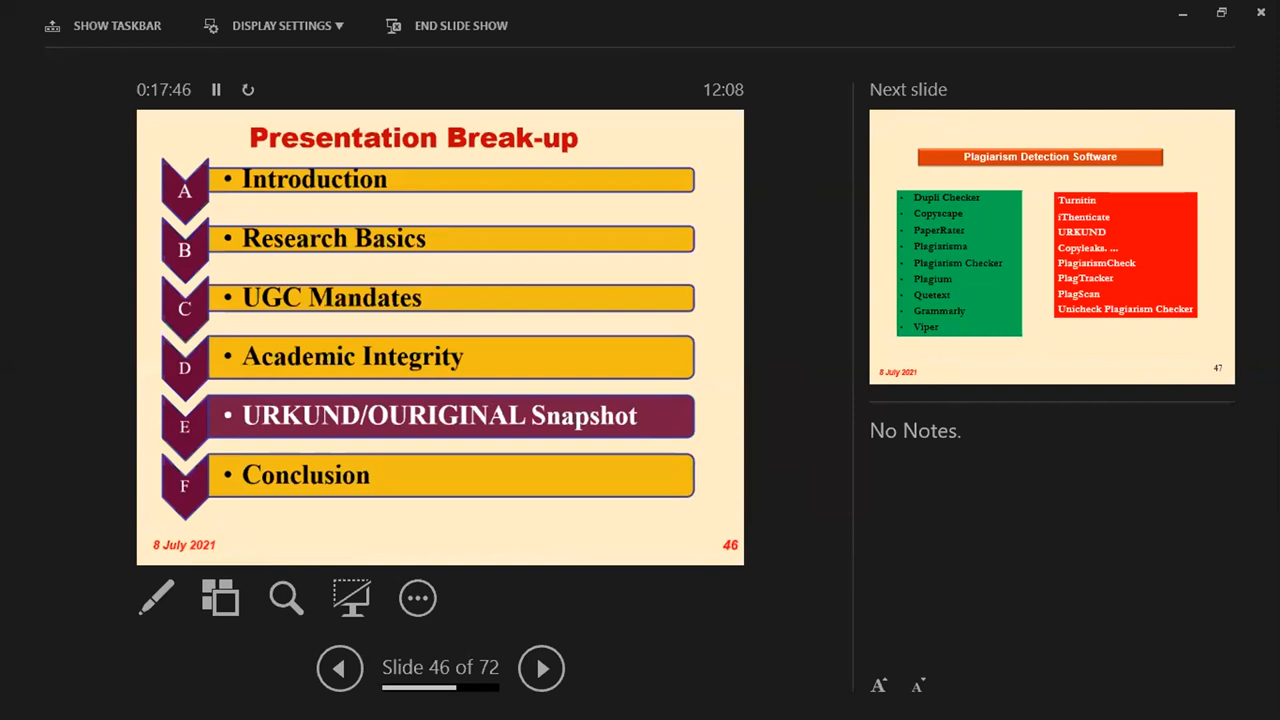 SHOW TASKBAR DISPLAY SETTINGS ▼ END SLIDE SHOW
0:17:46 12:08
Presentation Break-up
A • Introduction
B • Research Basics
C • UGC Mandates
D • Academic Integrity
E • URKUND/OURIGINAL Snapshot
F • Conclusion
8 July 2021 46
Slide 46 of 72
Next slide
Plagiarism Detection Software
• Dupli Checker
• Copyscape
• PaperRater
• Plagiarisma
• Plagiarism Checker
• Plagium
• Quetext
• Grammarly
• Viper
Turnitin
iThenticate
URKUND
Copyleaks. ...
PlagiarismCheck
PlagTracker
PlagScan
Unicheck Plagiarism Checker
8 July 2021 47
No Notes.
A A